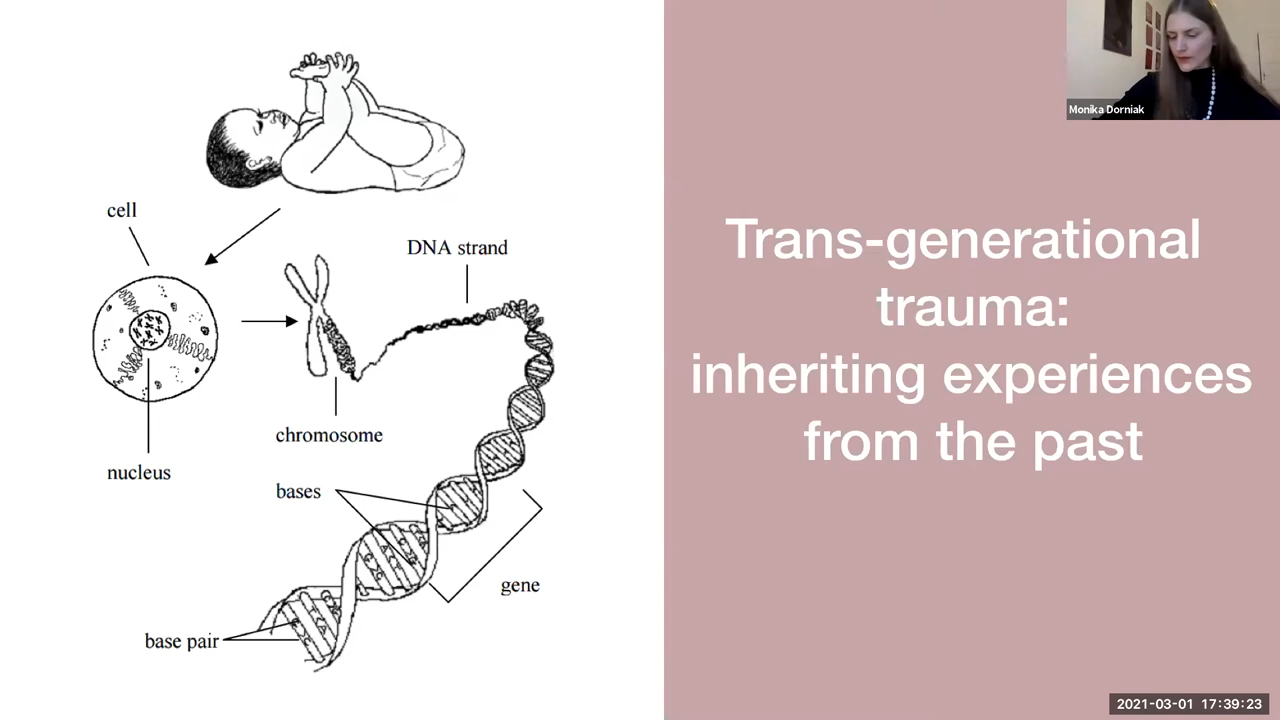 cell
DNA strand
chromosome
nucleus
bases
gene
base pair
Monika Dorniak
Trans-generational
trauma:
inheriting experiences
from the past
2021-03-01 17:39:23